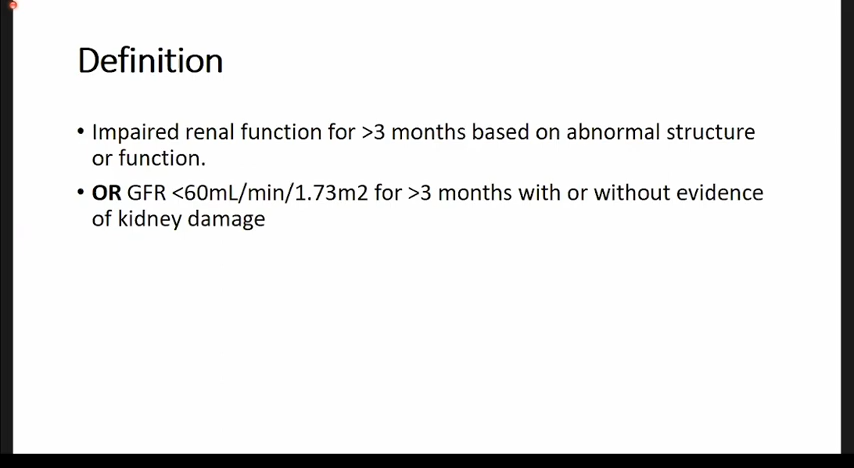 Definition
• Impaired renal function for >3 months based on abnormal structure
or function.
• OR GFR <60mL/min/1.73m2 for >3 months with or without evidence
of kidney damage